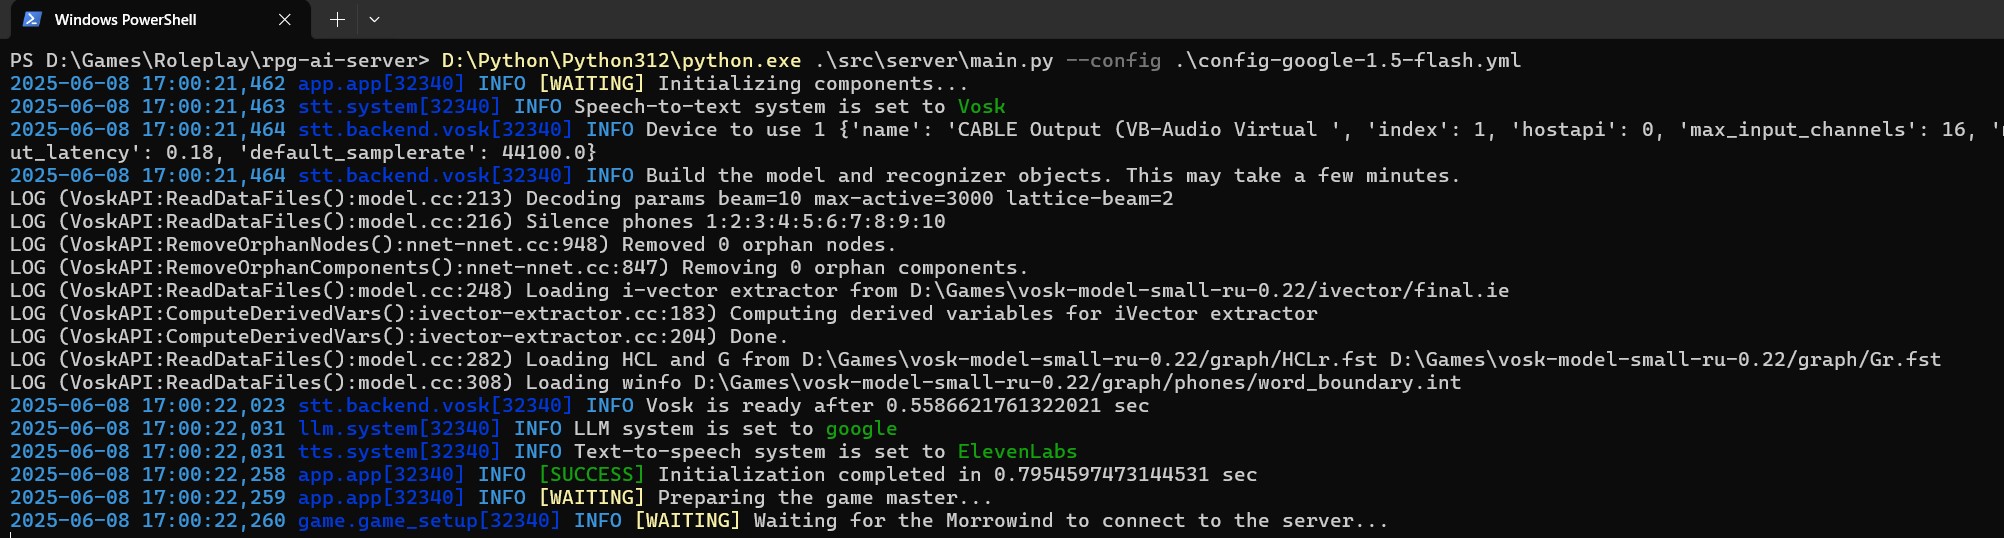 Windows PowerShell
PS D:\Games\Roleplay\rpg-ai-server> D:\Python\Python312\python.exe .\src\server\main.py --config .\config-google-1.5-flash.yml
2025-06-08 17:00:21,462 app.app[32340] INFO [WAITING] Initializing components...
2025-06-08 17:00:21,463 stt.system[32340] INFO Speech-to-text system is set to Vosk
2025-06-08 17:00:21,464 stt.backend.vosk[32340] INFO Device to use 1 {'name': 'CABLE Output (VB-Audio Virtual ', 'index': 1, 'hostapi': 0, 'max_input_channels': 16, '
ut_latency': 0.18, 'default_samplerate': 44100.0}
2025-06-08 17:00:21,464 stt.backend.vosk[32340] INFO Build the model and recognizer objects. This may take a few minutes.
LOG (VoskAPI:ReadDataFiles():model.cc:213) Decoding params beam=10 max-active=3000 lattice-beam=2
LOG (VoskAPI:ReadDataFiles():model.cc:216) Silence phones 1:2:3:4:5:6:7:8:9:10
LOG (VoskAPI:RemoveOrphanNodes():nnet-nnet.cc:948) Removed 0 orphan nodes.
LOG (VoskAPI:RemoveOrphanComponents():nnet-nnet.cc:847) Removing 0 orphan components.
LOG (VoskAPI:ReadDataFiles():model.cc:248) Loading i-vector extractor from D:\Games\vosk-model-small-ru-0.22/ivector/final.ie
LOG (VoskAPI:ComputeDerivedVars():ivector-extractor.cc:183) Computing derived variables for iVector extractor
LOG (VoskAPI:ComputeDerivedVars():ivector-extractor.cc:204) Done.
LOG (VoskAPI:ReadDataFiles():model.cc:282) Loading HCL and G from D:\Games\vosk-model-small-ru-0.22/graph/HCLr.fst D:\Games\vosk-model-small-ru-0.22/graph/Gr.fst
LOG (VoskAPI:ReadDataFiles():model.cc:308) Loading winfo D:\Games\vosk-model-small-ru-0.22/graph/phones/word_boundary.int
2025-06-08 17:00:22,023 stt.backend.vosk[32340] INFO Vosk is ready after 0.5586621761322021 sec
2025-06-08 17:00:22,031 llm.system[32340] INFO LLM system is set to google
2025-06-08 17:00:22,031 tts.system[32340] INFO Text-to-speech system is set to ElevenLabs
2025-06-08 17:00:22,258 app.app[32340] INFO [SUCCESS] Initialization completed in 0.7954597473144531 sec
2025-06-08 17:00:22,259 app.app[32340] INFO [WAITING] Preparing the game master...
2025-06-08 17:00:22,260 game.game_setup[32340] INFO [WAITING] Waiting for the Morrowind to connect to the server...